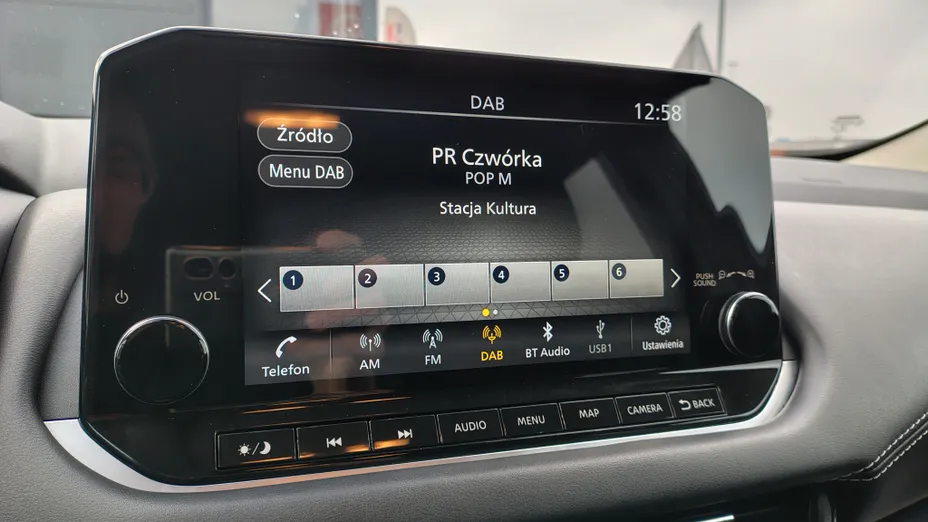 DAB
12:58
Źródło
Menu DAB
PR Czwórka
POP M
Stacja Kultura
1 2 3 4 5 6
VOL
PUSH
SOUND
Telefon
AM
FM
DAB
BT Audio
USB1
Ustawienia
AUDIO
MENU
MAP
CAMERA
BACK